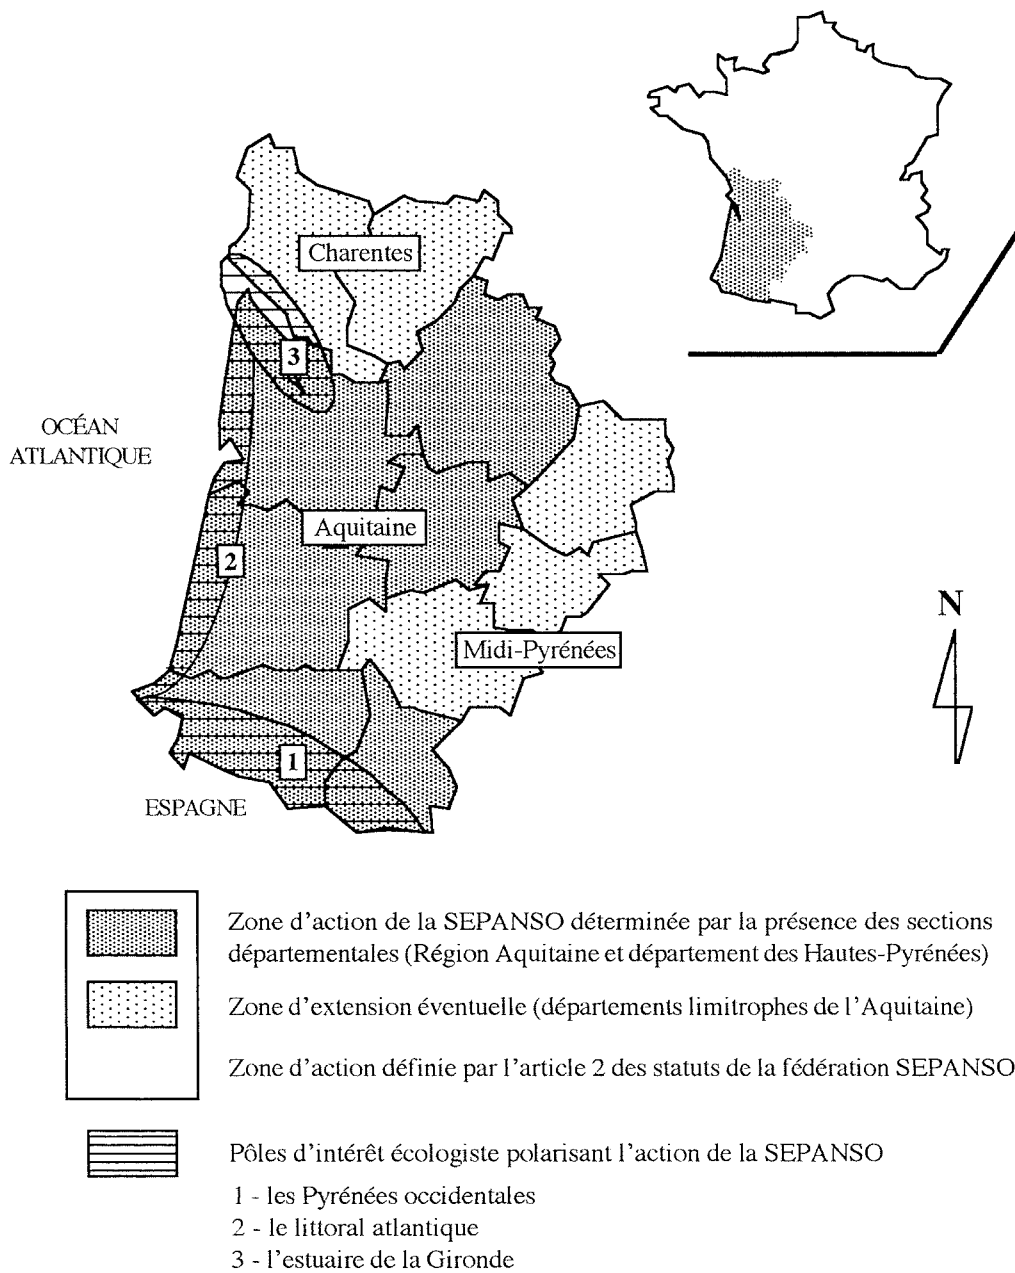 Charentes
3
OCÉAN
ATLANTIQUE
Aquitaine
2
N
Midi-Pyrénées
1
ESPAGNE
Zone d'action de la SEPANSO déterminée par la présence des sections
départementales (Région Aquitaine et département des Hautes-Pyrénées)
Zone d'extension éventuelle (départements limitrophes de l'Aquitaine)
Zone d'action définie par l'article 2 des statuts de la fédération SEPANSO
Pôles d'intérêt écologiste polarisant l'action de la SEPANSO
1 - les Pyrénées occidentales
2 - le littoral atlantique
3 - l'estuaire de la Gironde